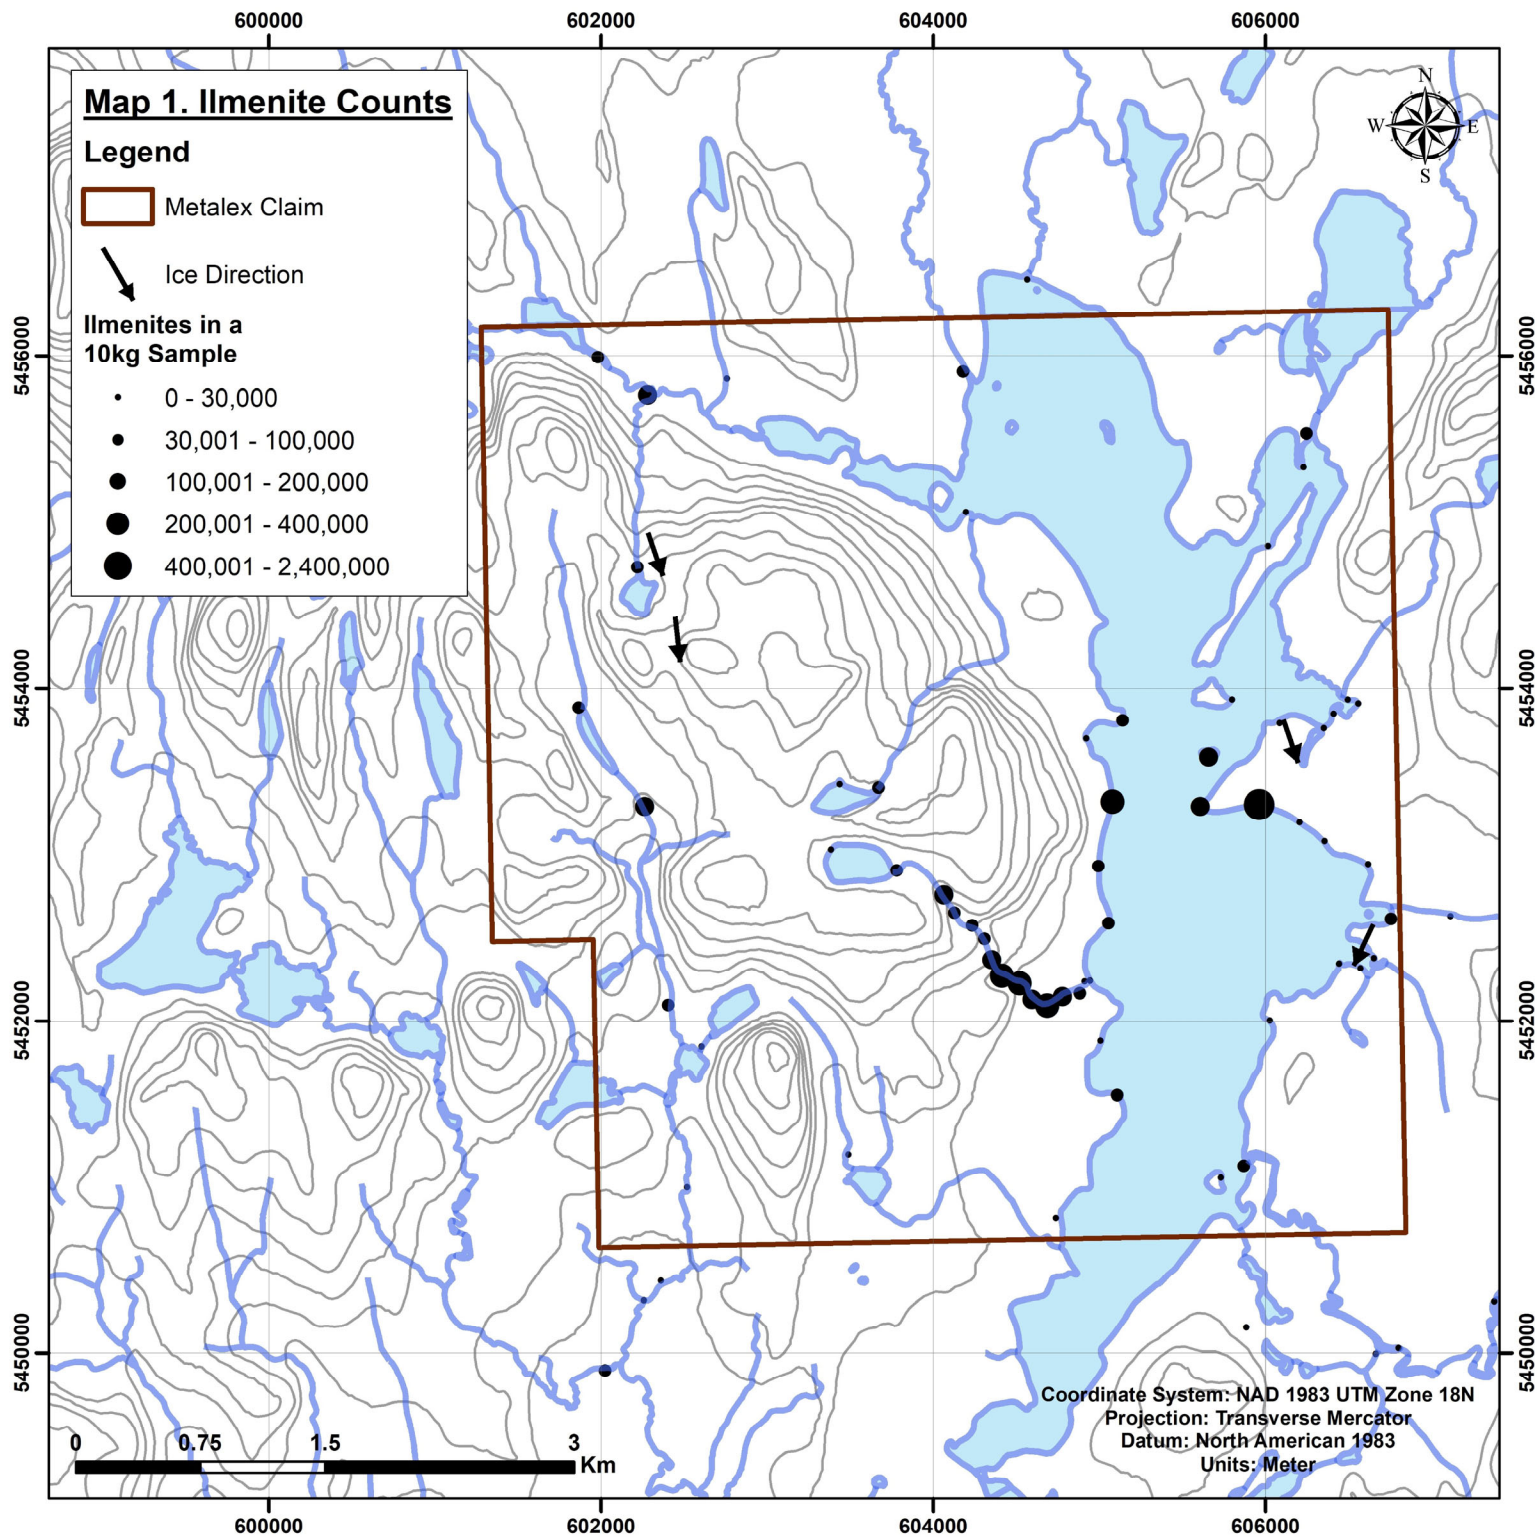 600000 602000 604000 606000
Map 1. Ilmenite Counts
Legend
Metalex Claim
Ice Direction
Ilmenites in a
10kg Sample
0 - 30,000
30,001 - 100,000
100,001 - 200,000
200,001 - 400,000
400,001 - 2,400,000
N
W E
S
5456000 5456000
5454000 5454000
5452000 5452000
5450000 5450000
Coordinate System: NAD 1983 UTM Zone 18N
Projection: Transverse Mercator
Datum: North American 1983
Units: Meter
0 0.75 1.5 3
Km
600000 602000 604000 606000